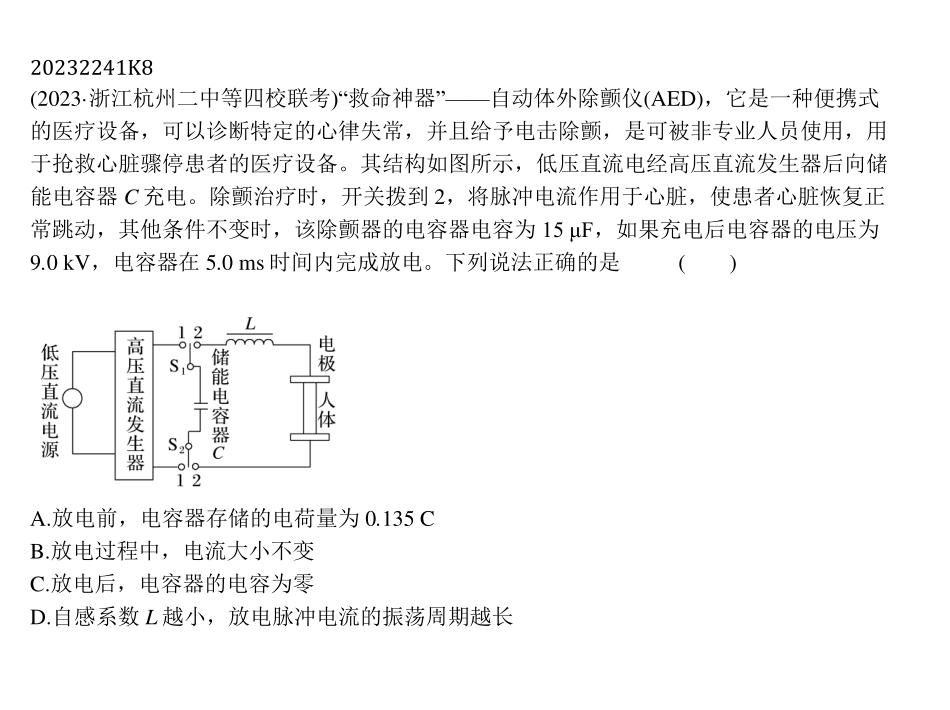 20232241K8
(2023·浙江杭州二中等四校联考)“救命神器”——自动体外除颤仪(AED)，它是一种便携式
的医疗设备，可以诊断特定的心律失常，并且给予电击除颤，是可被非专业人员使用，用
于抢救心脏骤停患者的医疗设备。其结构如图所示，低压直流电经高压直流发生器后向储
能电容器 C 充电。除颤治疗时，开关拨到 2，将脉冲电流作用于心脏，使患者心脏恢复正
常跳动，其他条件不变时，该除颤器的电容器电容为 15 μF，如果充电后电容器的电压为
9.0 kV，电容器在 5.0 ms 时间内完成放电。下列说法正确的是 ( )
低压直流电源
高压直流发生器
1 2
S1
储能电容器C
S2
1 2
L
电极
人体
A.放电前，电容器存储的电荷量为 0.135 C
B.放电过程中，电流大小不变
C.放电后，电容器的电容为零
D.自感系数 L 越小，放电脉冲电流的振荡周期越长